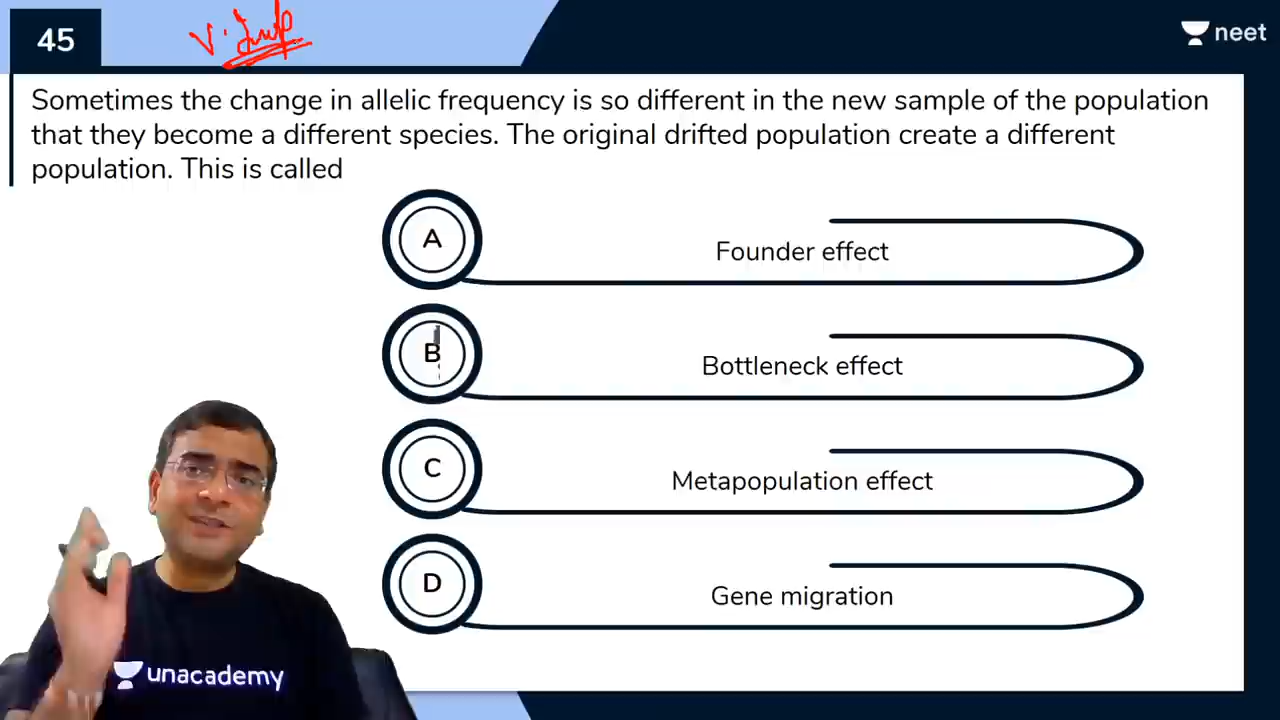 45
V. Imp
neet
Sometimes the change in allelic frequency is so different in the new sample of the population
that they become a different species. The original drifted population create a different
population. This is called
A
Founder effect
B
Bottleneck effect
C
Metapopulation effect
D
Gene migration
unacademy